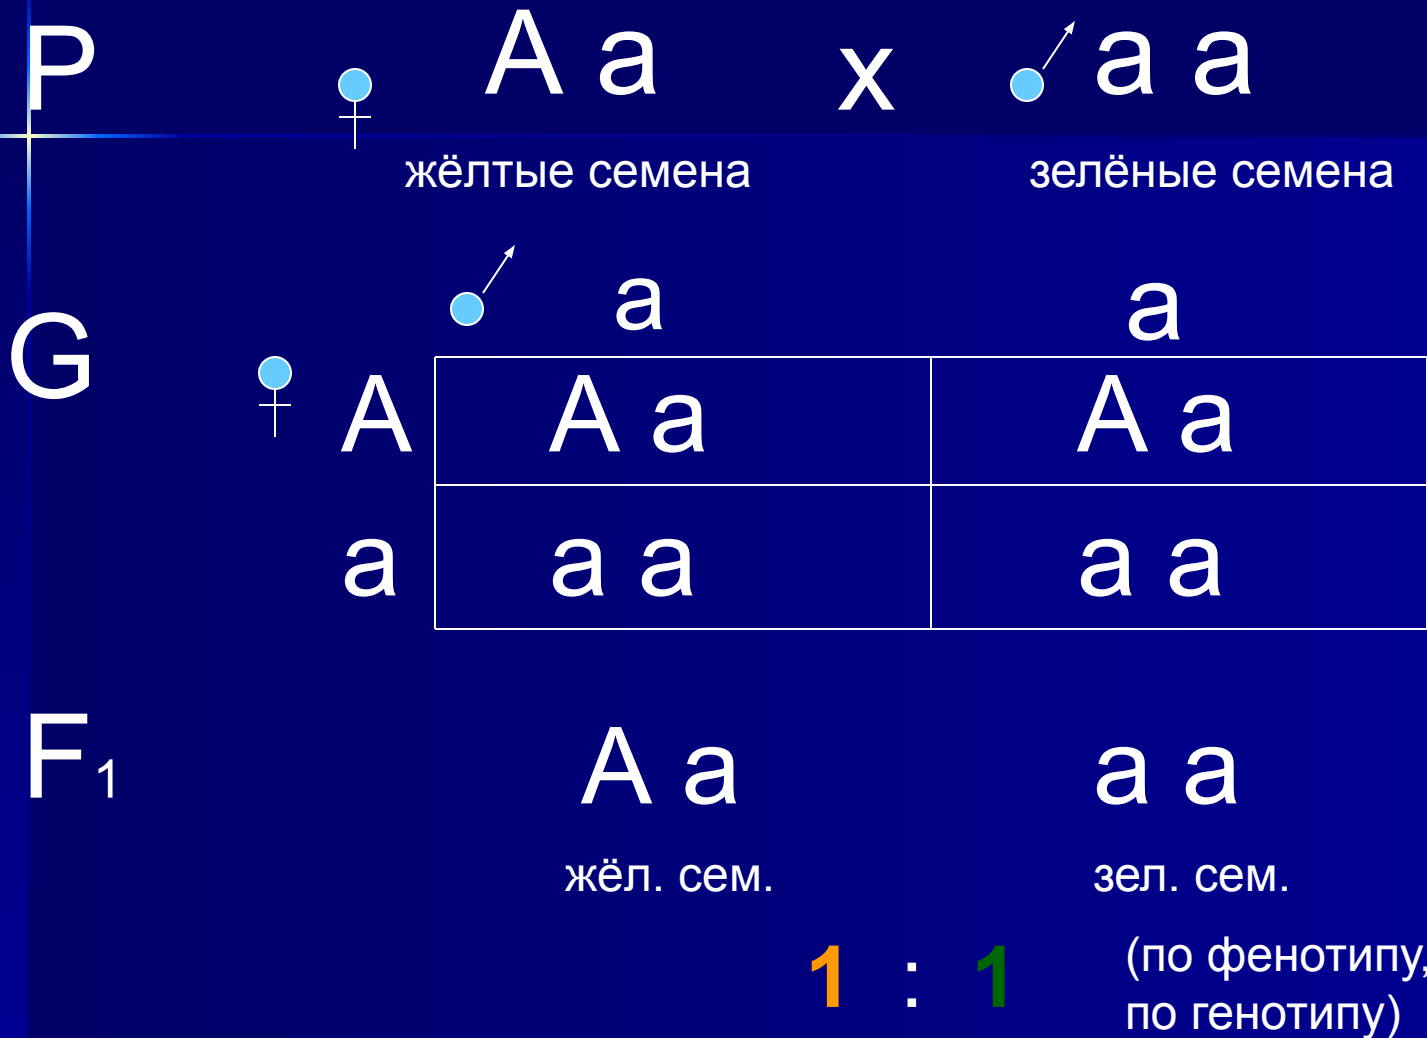 P А а х а а
жёлтые семена зелёные семена
G а а
А А а А а
а а а а а
F1 А а а а
жёл. сем. зел. сем.
1 : 1 (по фенотипу,
по генотипу)